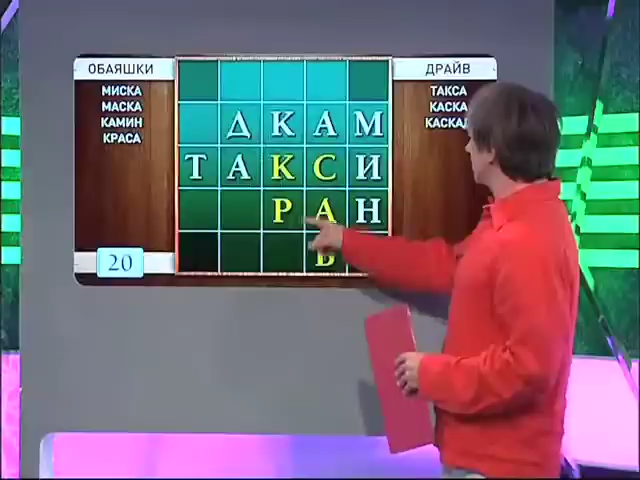 ОБАЯШКИ
МИСКА
МАСКА
КАМИН
КРАСА
20
Д К А М
Т А К С И
Р А Н
ДРАЙВ
ТАКСА
КАСКА
КАСКАД